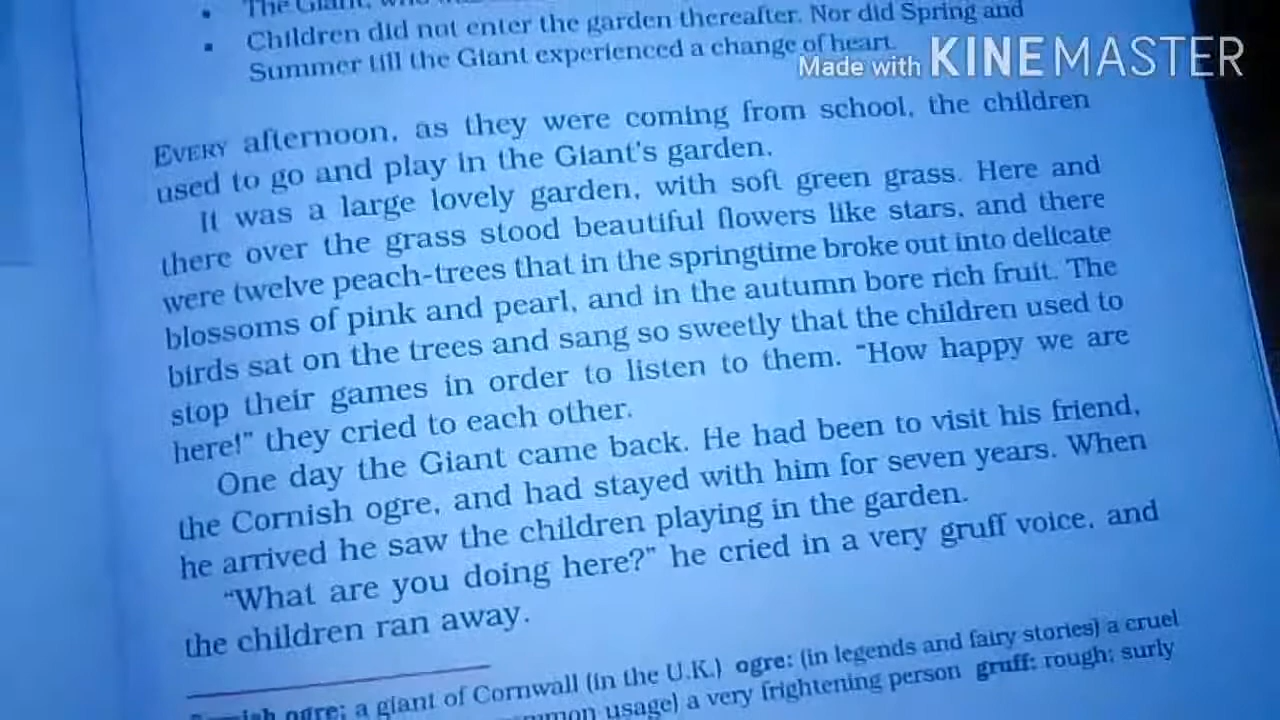 The Giant, who was
• Children did not enter the garden thereafter. Nor did Spring and
Summer till the Giant experienced a change of heart.
Made with KINEMASTER
EVERY afternoon, as they were coming from school, the children
used to go and play in the Giant's garden.
It was a large lovely garden, with soft green grass. Here and
there over the grass stood beautiful flowers like stars, and there
were twelve peach-trees that in the springtime broke out into delicate
blossoms of pink and pearl, and in the autumn bore rich fruit. The
birds sat on the trees and sang so sweetly that the children used to
stop their games in order to listen to them. “How happy we are
here!” they cried to each other.
One day the Giant came back. He had been to visit his friend,
the Cornish ogre, and had stayed with him for seven years. When
he arrived he saw the children playing in the garden.
“What are you doing here?” he cried in a very gruff voice, and
the children ran away.
ogre: a giant of Cornwall (in the U.K.) ogre: (in legends and fairy stories) a cruel
usage) a very frightening person gruff: rough; surly